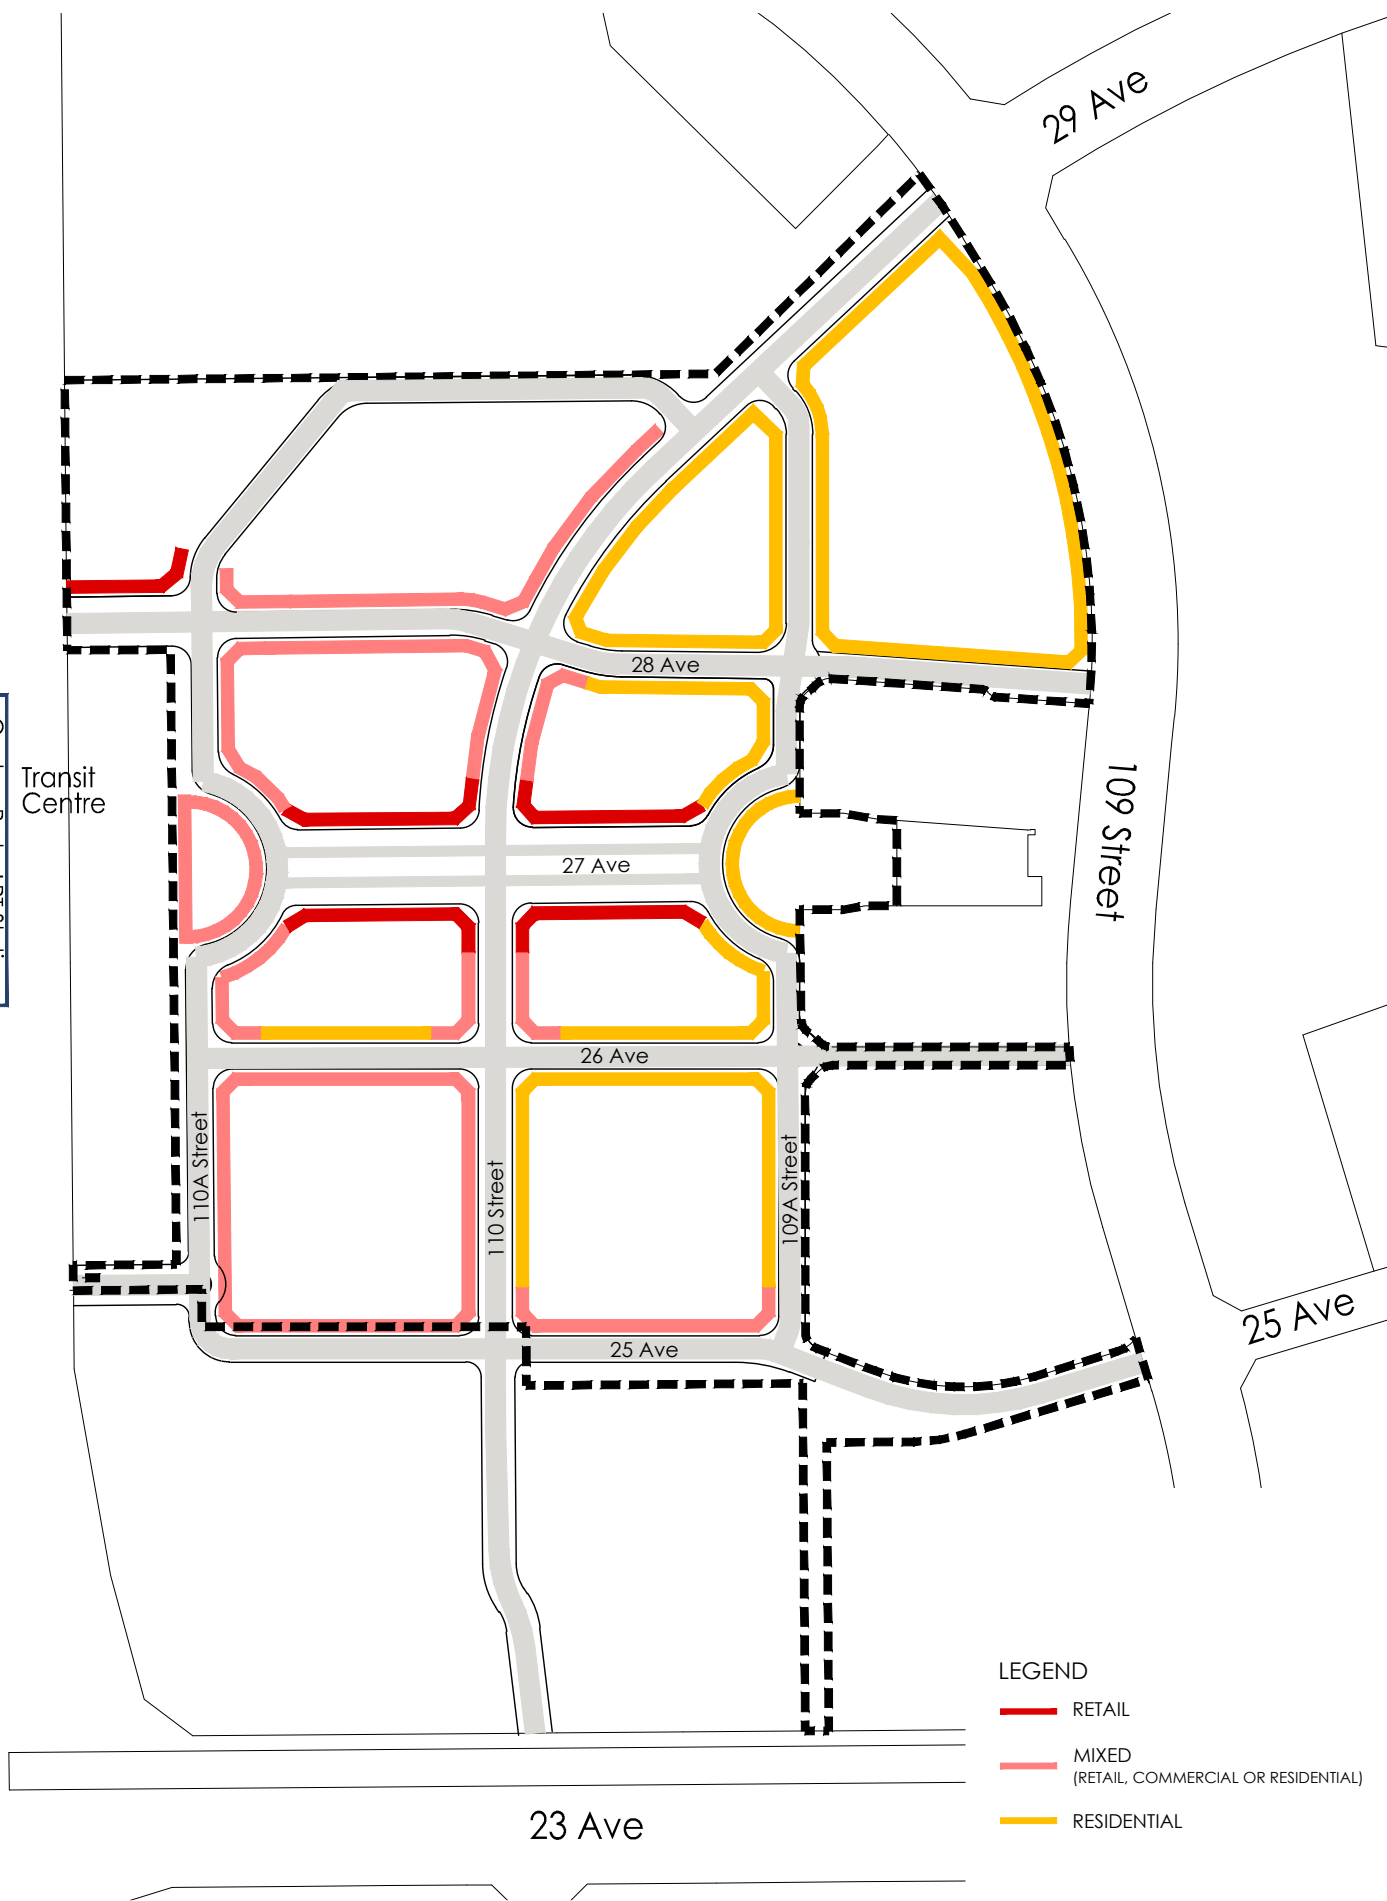 29 Ave
28 Ave
Transit
Centre
109 Street
27 Ave
26 Ave
110A Street
110 Street
109A Street
25 Ave
25 Ave
LEGEND
RETAIL
MIXED
(RETAIL, COMMERCIAL OR RESIDENTIAL)
RESIDENTIAL
23 Ave